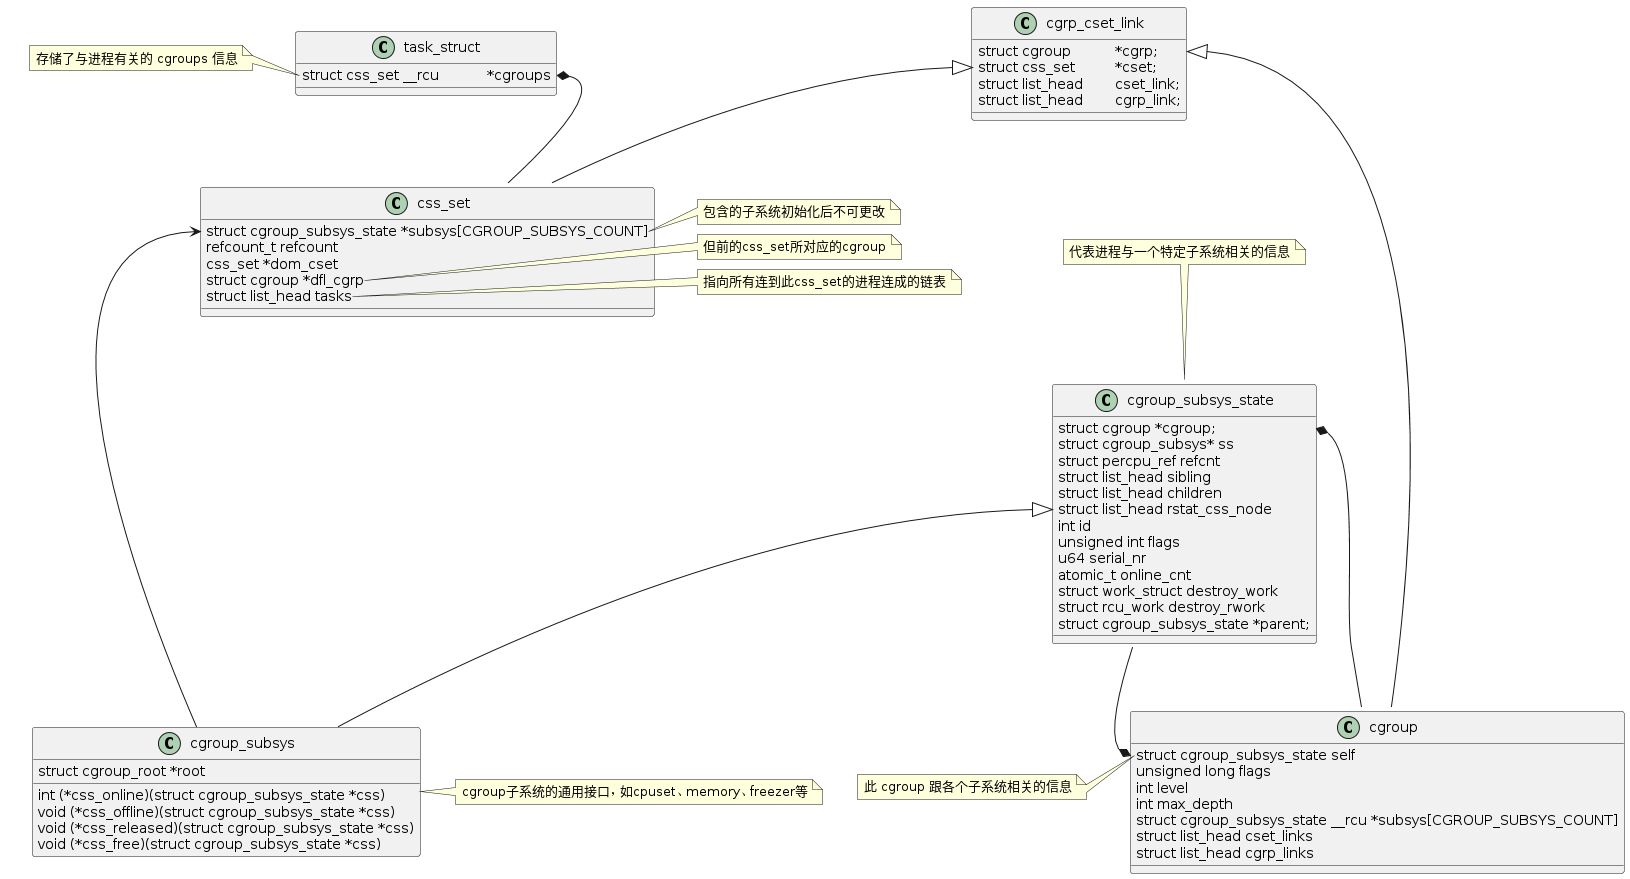 存储了与进程有关的 cgroups 信息
C task_struct
struct css_set __rcu *cgroups
C cgrp_cset_link
struct cgroup *cgrp;
struct css_set *cset;
struct list_head cset_link;
struct list_head cgrp_link;
C css_set
struct cgroup_subsys_state *subsys[CGROUP_SUBSYS_COUNT]
refcount_t refcount
css_set *dom_cset
struct cgroup *dfl_cgrp
struct list_head tasks
包含的子系统初始化后不可更改
但前的css_set所对应的cgroup
指向所有连到此css_set的进程连成的链表
代表进程与一个特定子系统相关的信息
C cgroup_subsys_state
struct cgroup *cgroup;
struct cgroup_subsys* ss
struct percpu_ref refcnt
struct list_head sibling
struct list_head children
struct list_head rstat_css_node
int id
unsigned int flags
u64 serial_nr
atomic_t online_cnt
struct work_struct destroy_work
struct rcu_work destroy_rwork
struct cgroup_subsys_state *parent;
C cgroup_subsys
struct cgroup_root *root
int (*css_online)(struct cgroup_subsys_state *css)
void (*css_offline)(struct cgroup_subsys_state *css)
void (*css_released)(struct cgroup_subsys_state *css)
void (*css_free)(struct cgroup_subsys_state *css)
cgroup子系统的通用接口，如cpuset、memory、freezer等
此 cgroup 跟各个子系统相关的信息
C cgroup
struct cgroup_subsys_state self
unsigned long flags
int level
int max_depth
struct cgroup_subsys_state __rcu *subsys[CGROUP_SUBSYS_COUNT]
struct list_head cset_links
struct list_head cgrp_links